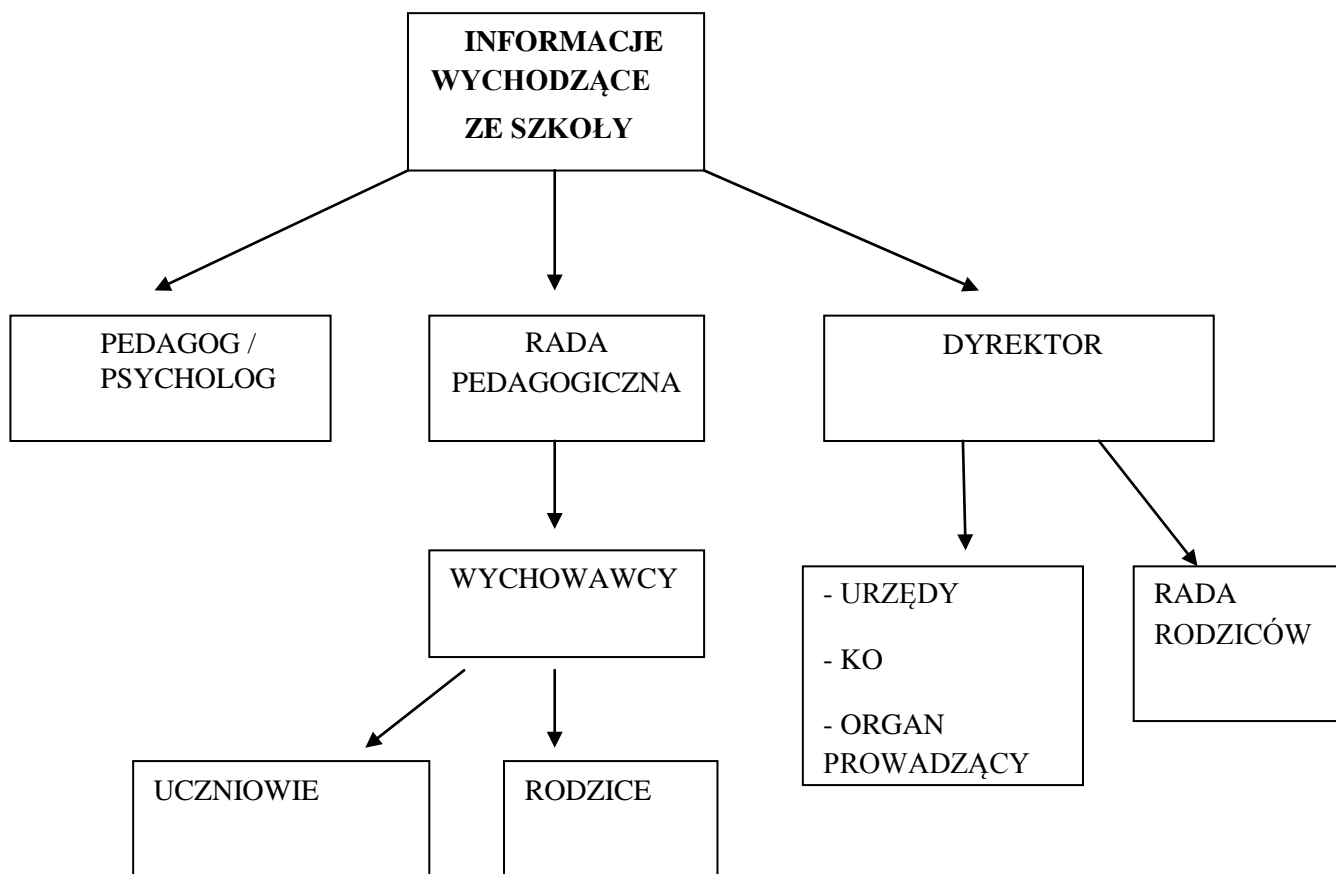 INFORMACJE
WYCHODZĄCE
ZE SZKOŁY
PEDAGOG /
PSYCHOLOG
RADA
PEDAGOGICZNA
DYREKTOR
WYCHOWAWCY
- URZĘDY
- KO
- ORGAN
PROWADZĄCY
RADA
RODZICÓW
UCZNIOWIE
RODZICE